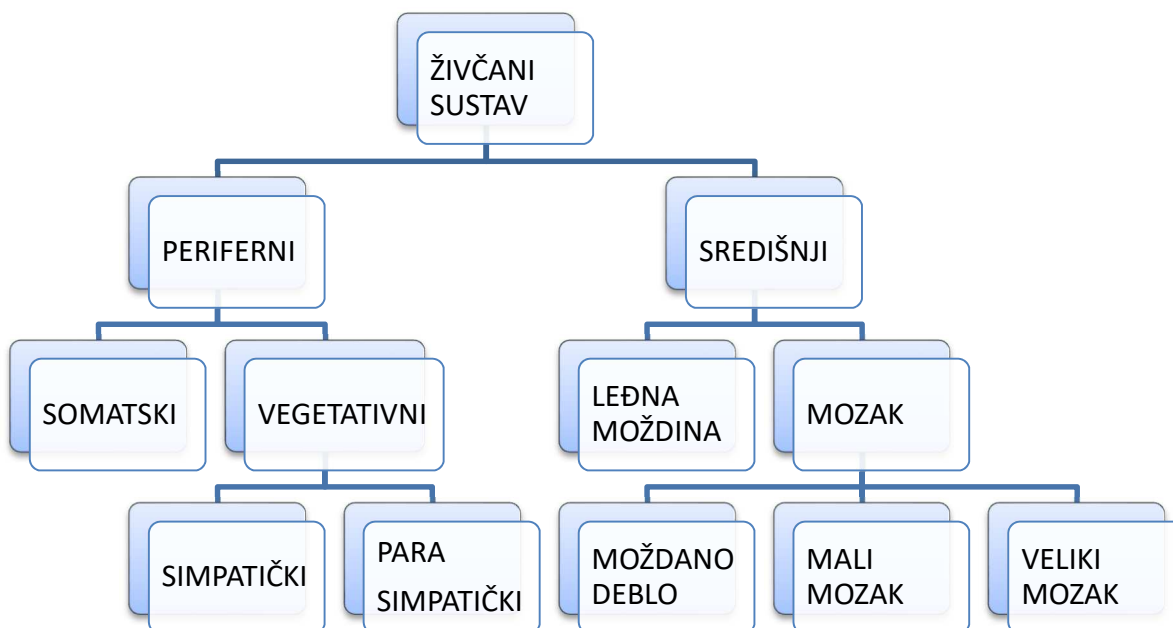 ŽIVČANI
SUSTAV
PERIFERNI
SREDIŠNJI
SOMATSKI
VEGETATIVNI
LEĐNA
MOŽDINA
MOZAK
SIMPATIČKI
PARA
SIMPATIČKI
MOŽDANO
DEBLO
MALI
MOZAK
VELIKI
MOZAK